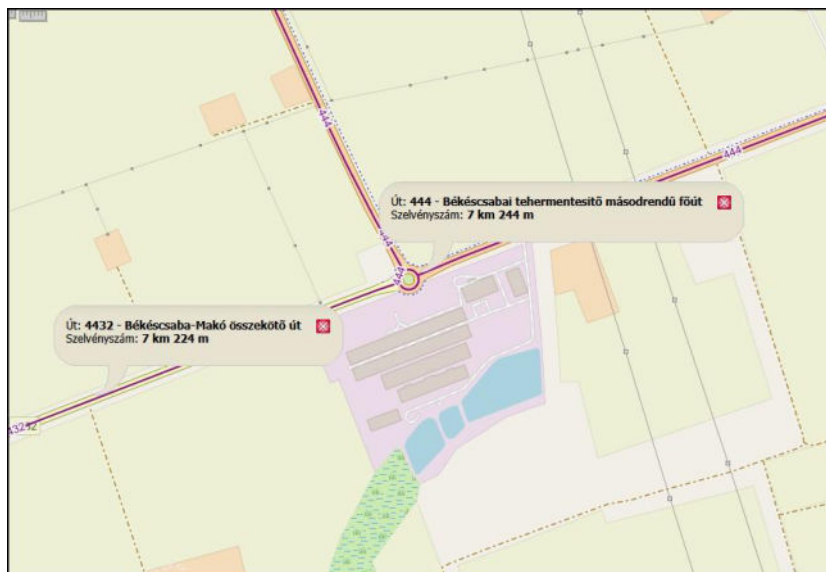 444
444
Út: 444 - Békéscsabai tehermentesítő másodrendű főút
Szelvényszám: 7 km 244 m
444
444
Út: 4432 - Békéscsaba-Makó összekötő út
Szelvényszám: 7 km 224 m